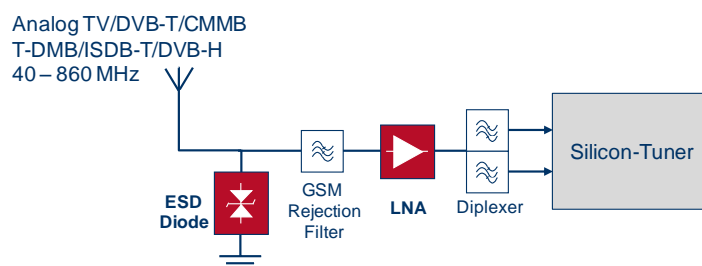 Analog TV/DVB-T/CMMB
T-DMB/ISDB-T/DVB-H
40 – 860 MHz
ESD
Diode
GSM
Rejection
Filter
LNA
Diplexer
Silicon-Tuner